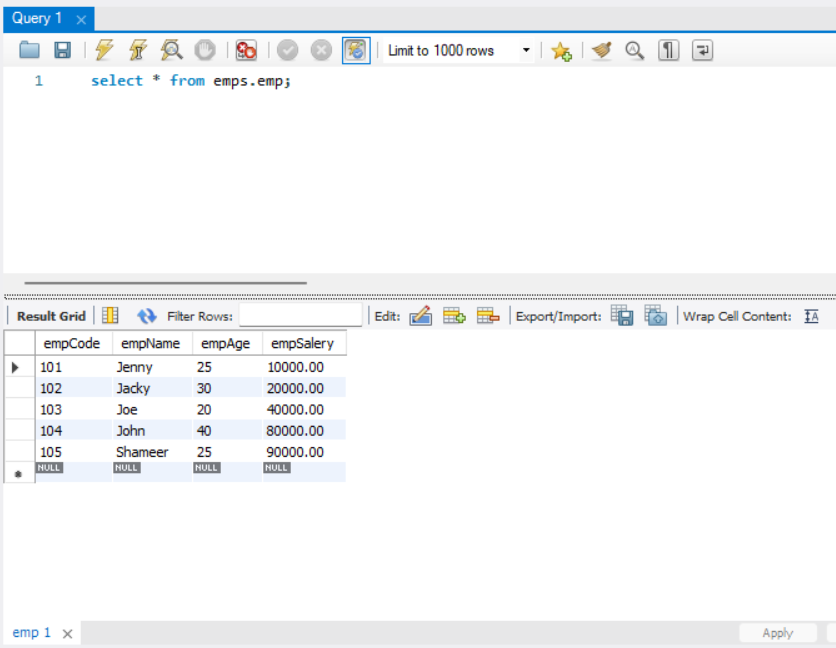 Query 1
Limit to 1000 rows
1 select * from emps.emp;
Result Grid Filter Rows: Edit: Export/Import: Wrap Cell Content: IA
empCode empName empAge empSalery
101 Jenny 25 10000.00
102 Jacky 30 20000.00
103 Joe 20 40000.00
104 John 40 80000.00
105 Shameer 25 90000.00
NULL NULL NULL NULL
emp 1 Apply